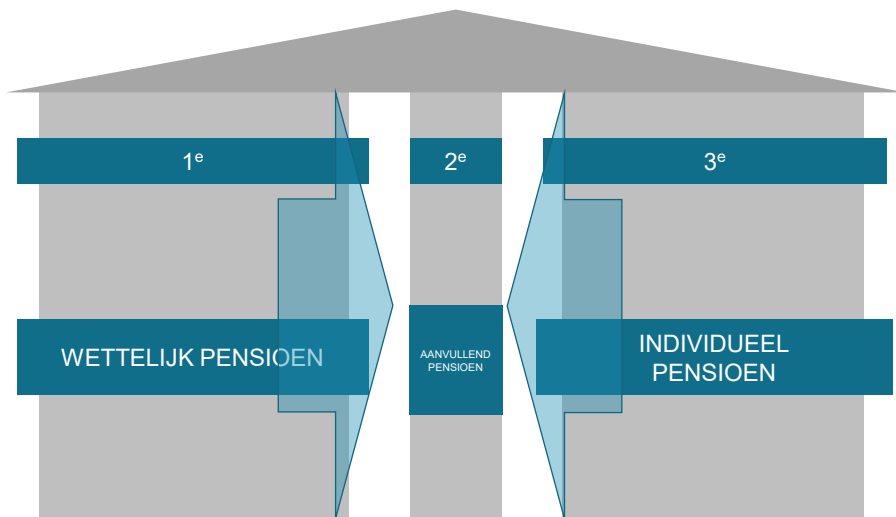 1e
2e
3e
WETTELIJK PENSIOEN
AANVULLEND
PENSIOEN
INDIVIDUEEL
PENSIOEN